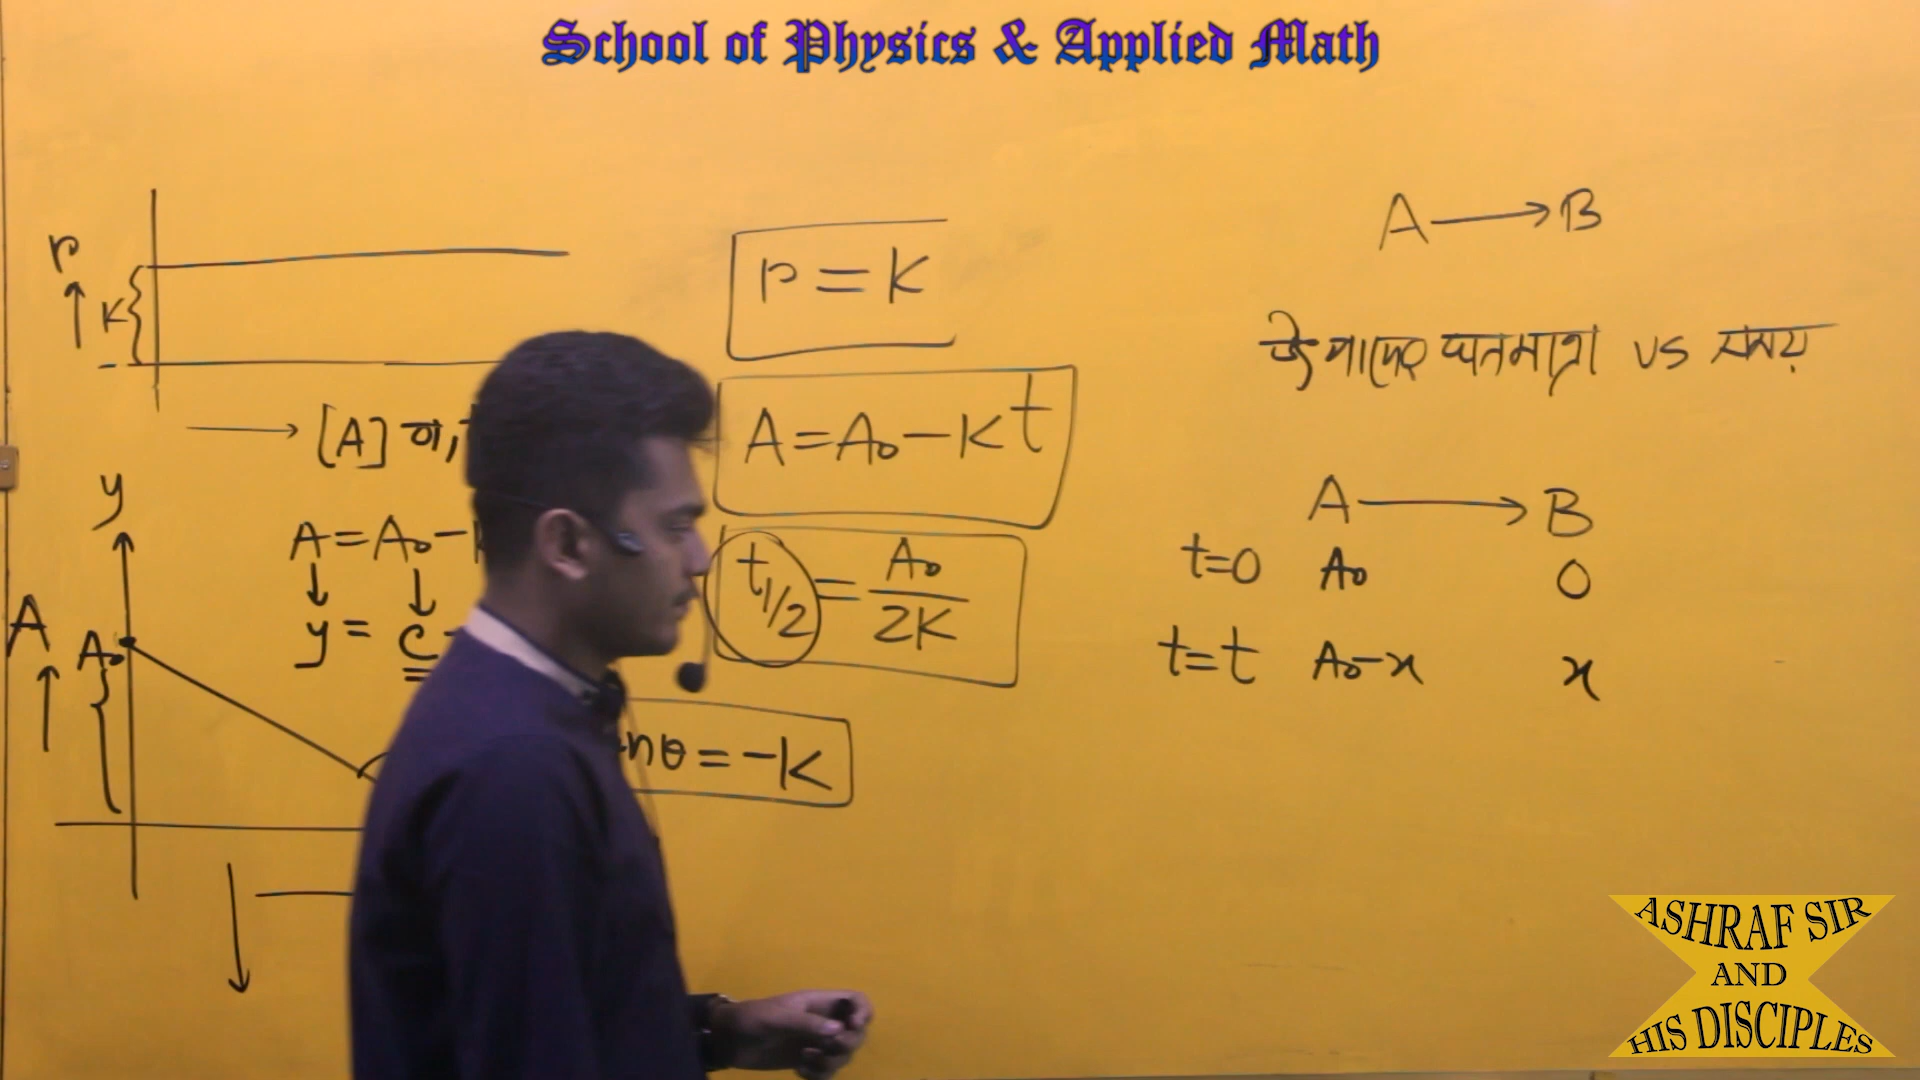 School of Physics & Applied Math
r
K
[A] বা,
y
A = A₀ -
y = C
A
A₀
r = K
A = A₀ - Kt
t1/2 = A₀/2K
nθ = -K
A → B
উৎপাদের ঘনমাত্রা vs সময়
A → B
t=0 A₀ 0
t=t A₀-x x
ASHRAF SIR
AND
HIS DISCIPLES